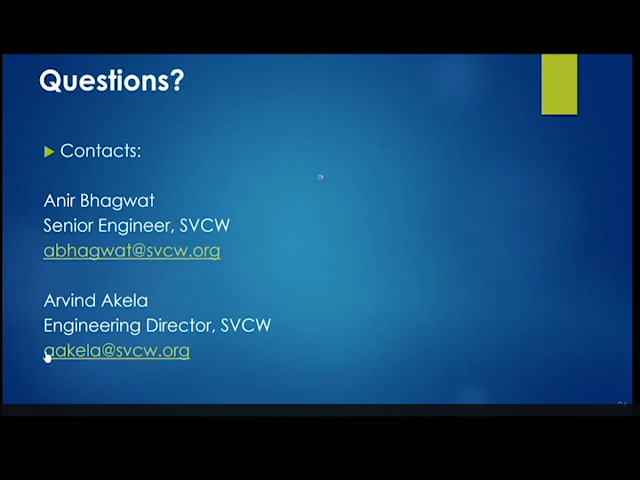 Questions?
Contacts:
Anir Bhagwat
Senior Engineer, SVCW
abhagwat@svcw.org
Arvind Akela
Engineering Director, SVCW
aakela@svcw.org